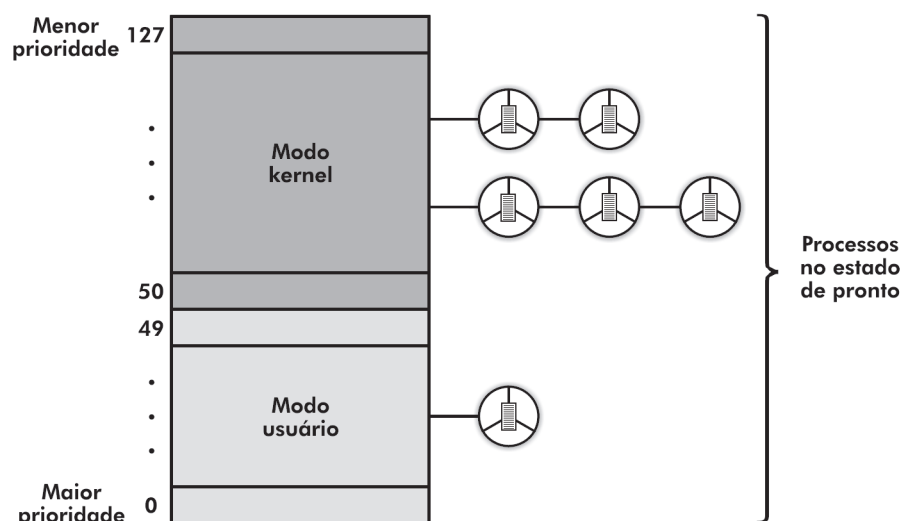 Menor
prioridade
127
Modo
kernel
50
49
Processos
no estado
de pronto
Modo
usuário
Maior
prioridade
0